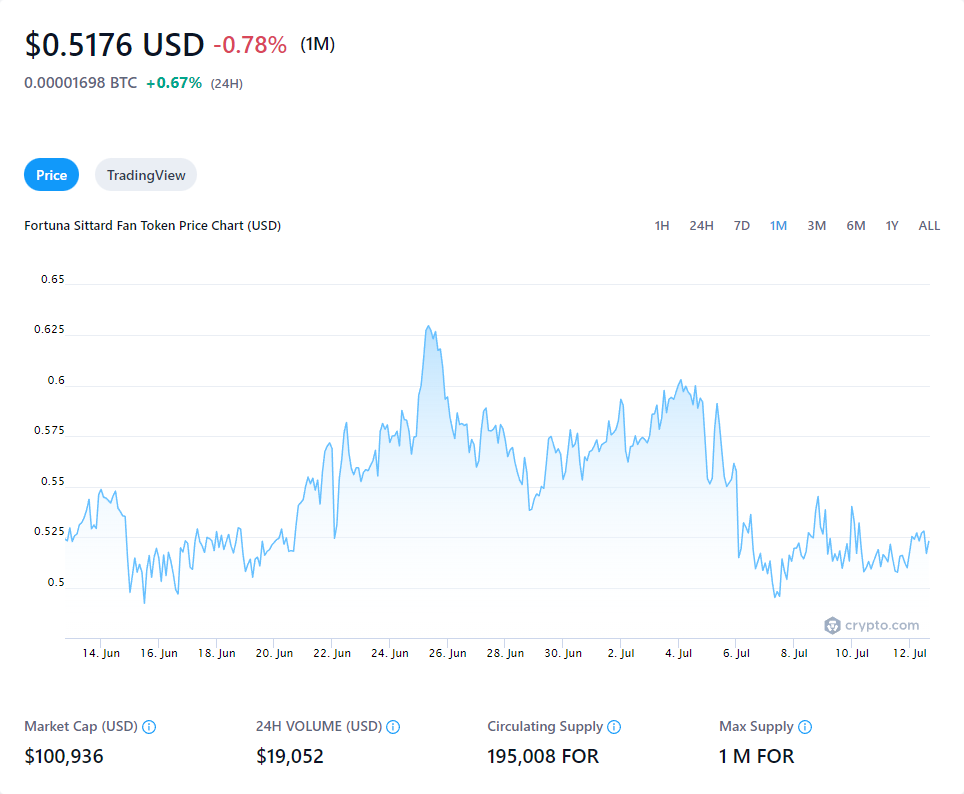 $0.5176 USD -0.78% (1M)
0.00001698 BTC +0.67% (24H)
Price TradingView
Fortuna Sittard Fan Token Price Chart (USD) 1H 24H 7D 1M 3M 6M 1Y ALL
0.65
0.625
0.6
0.575
0.55
0.525
0.5
crypto.com
14. Jun 16. Jun 18. Jun 20. Jun 22. Jun 24. Jun 26. Jun 28. Jun 30. Jun 2. Jul 4. Jul 6. Jul 8. Jul 10. Jul 12. Jul
Market Cap (USD) 24H VOLUME (USD) Circulating Supply Max Supply
$100,936 $19,052 195,008 FOR 1 M FOR